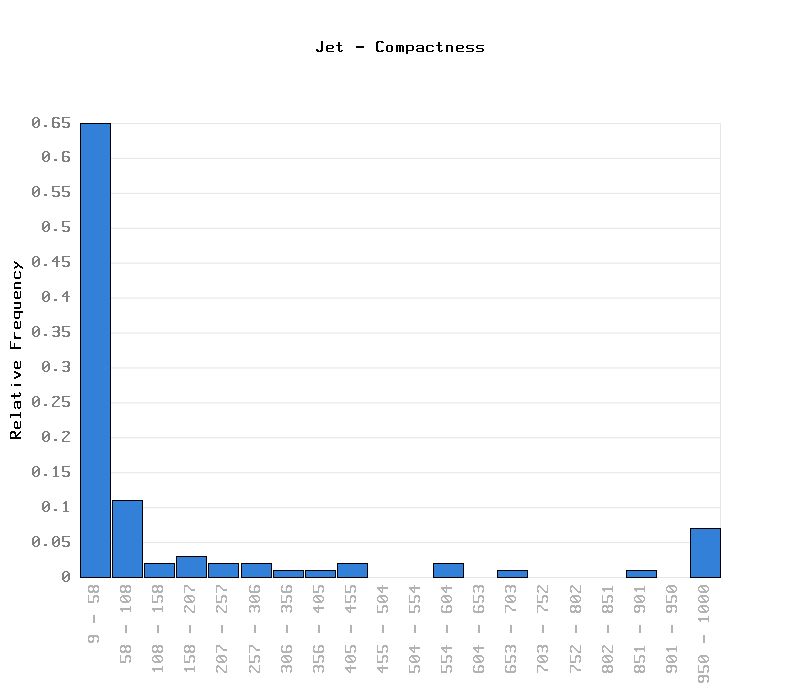 Jet - Compactness
Relative Frequency
0.65
0.6
0.55
0.5
0.45
0.4
0.35
0.3
0.25
0.2
0.15
0.1
0.05
0
9 - 58
58 - 108
108 - 158
158 - 207
207 - 257
257 - 306
306 - 356
356 - 405
405 - 455
455 - 504
504 - 554
554 - 604
604 - 653
653 - 703
703 - 752
752 - 802
802 - 851
851 - 901
901 - 950
950 - 1000